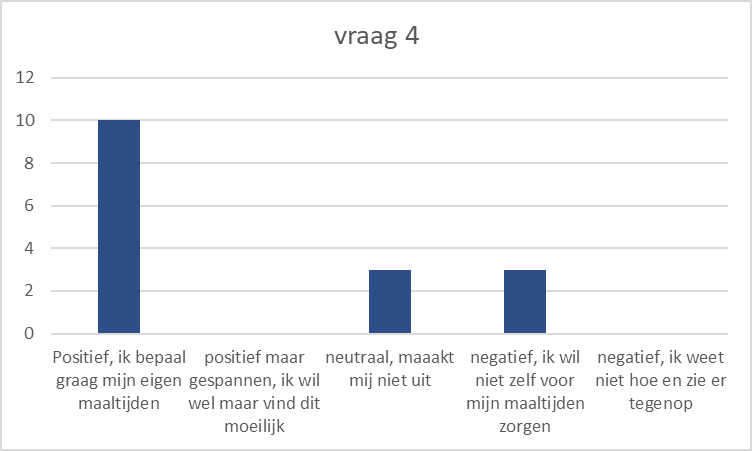 vraag 4
12
10
8
6
4
2
0
Positief, ik bepaal
graag mijn eigen
maaltijden
positief maar
gespannen, ik wil
wel maar vind dit
moeilijk
neutraal, maaakt
mij niet uit
negatief, ik wil
niet zelf voor
mijn maaltijden
zorgen
negatief, ik weet
niet hoe en zie er
tegenop